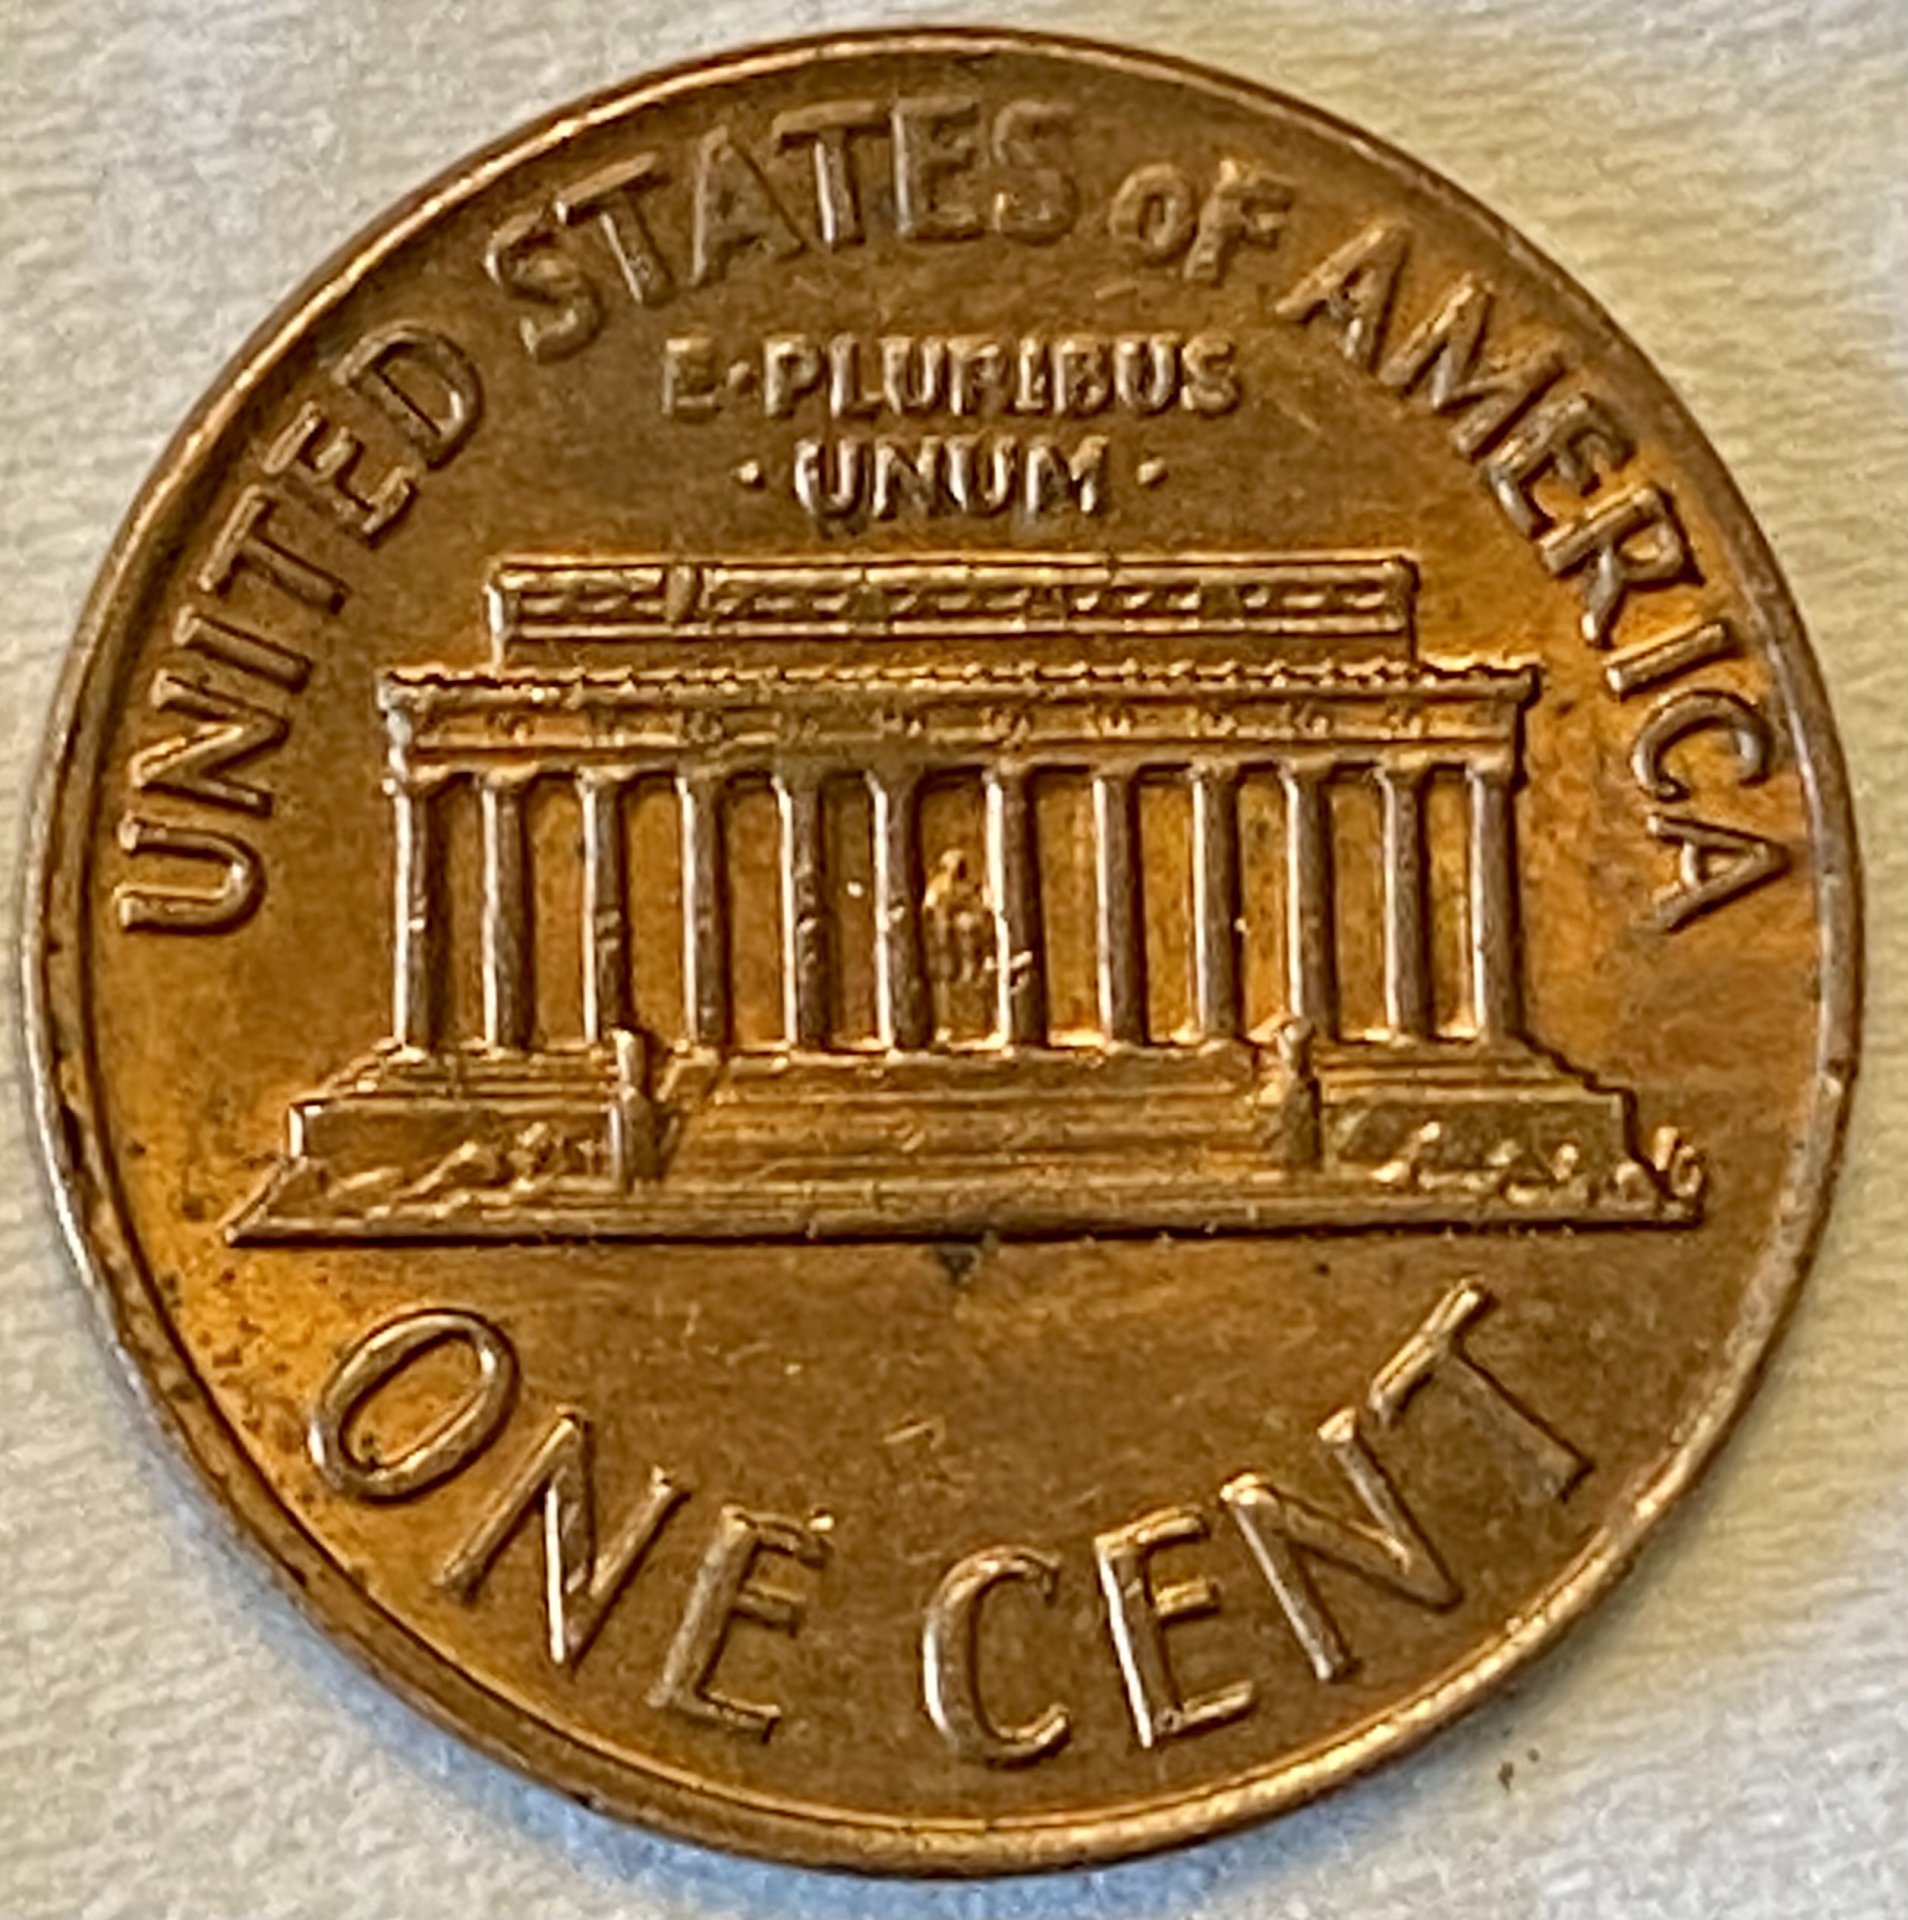 UNITED STATES OF AMERICA
E·PLURIBUS
·UNUM·
ONE CENT